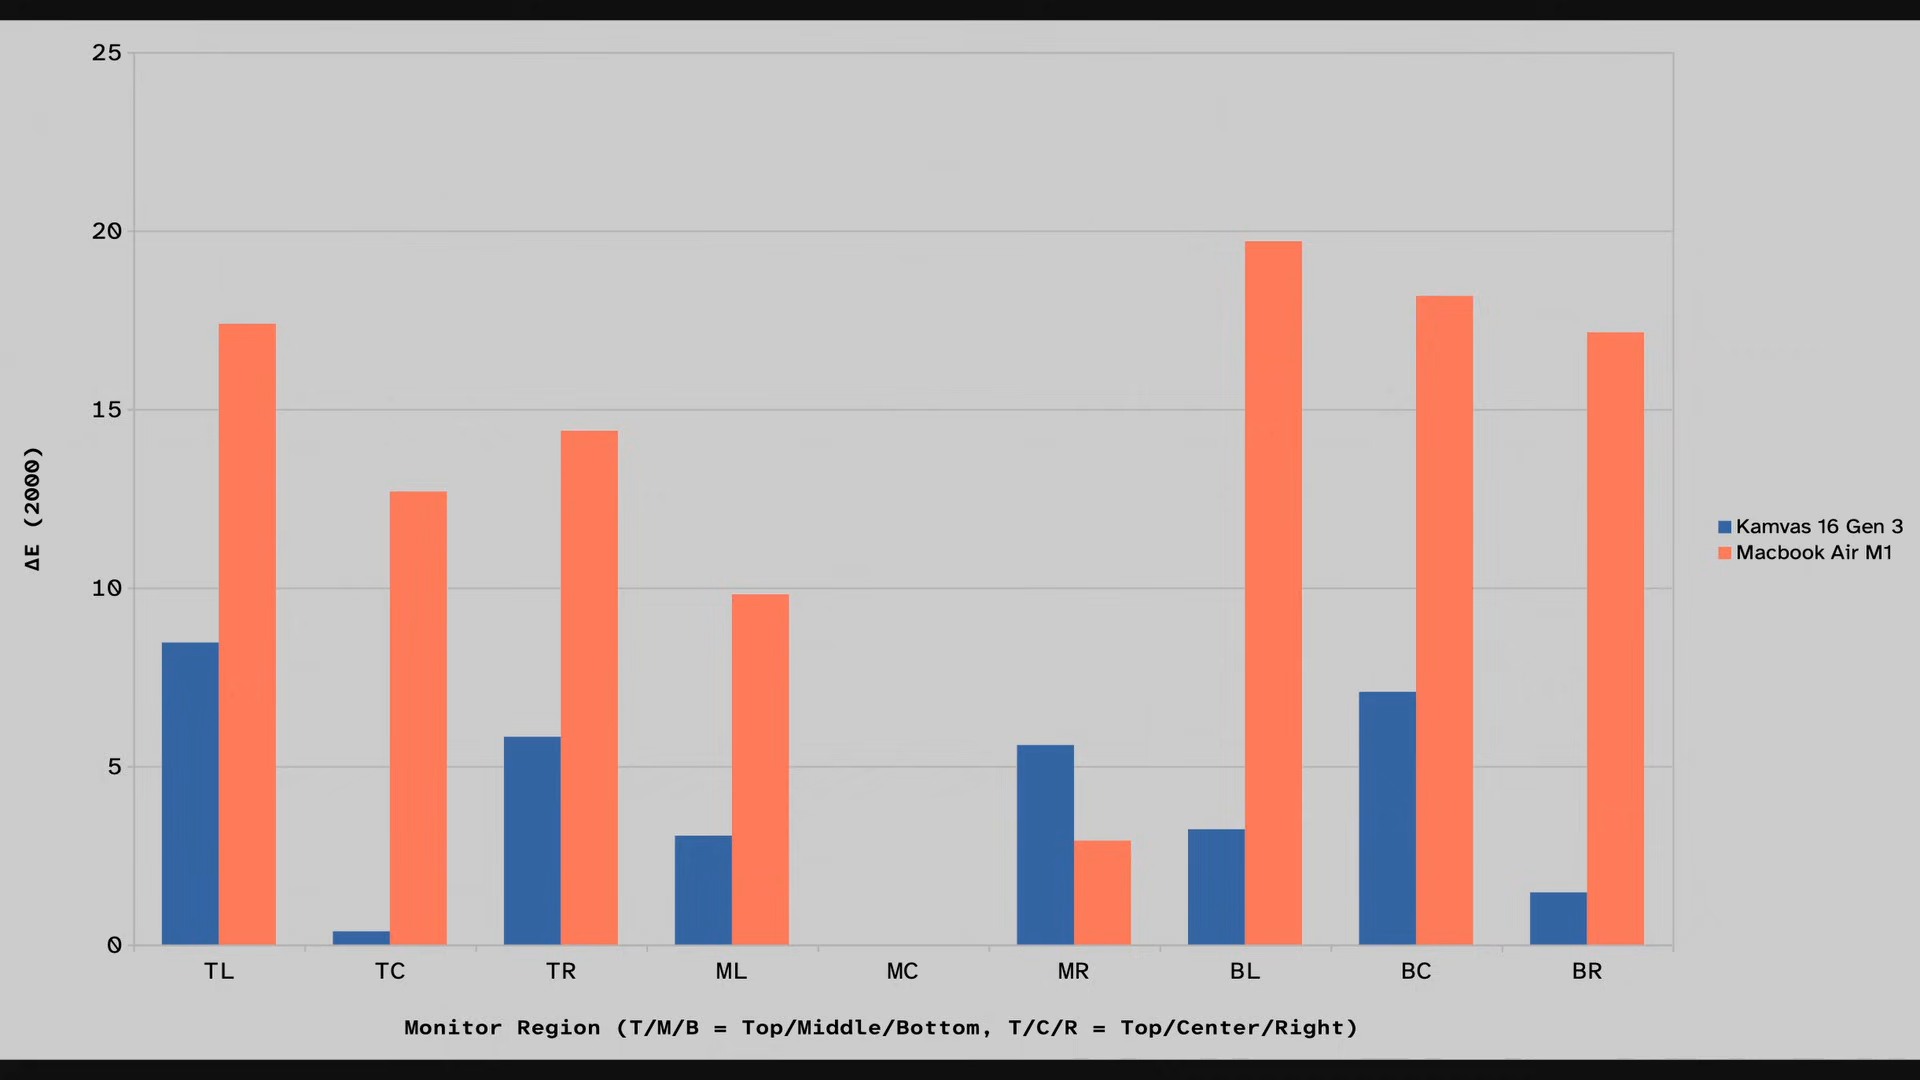 25
20
15
10
5
0
ΔE (2000)
TL TC TR ML MC MR BL BC BR
Monitor Region (T/M/B = Top/Middle/Bottom, T/C/R = Top/Center/Right)
Kamvas 16 Gen 3
Macbook Air M1